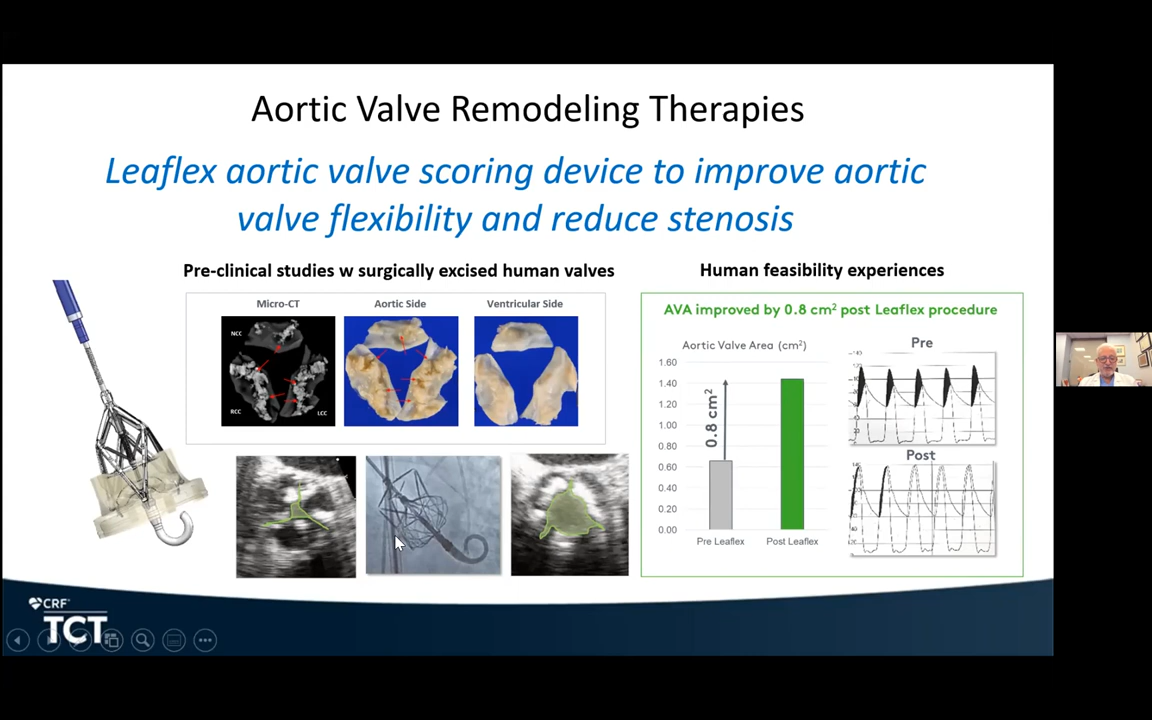 Aortic Valve Remodeling Therapies
Leaflex aortic valve scoring device to improve aortic
valve flexibility and reduce stenosis
Pre-clinical studies w surgically excised human valves
Micro-CT
Aortic Side
Ventricular Side
NCC
RCC
LCC
Human feasibility experiences
AVA improved by 0.8 cm² post Leaflex procedure
Aortic Valve Area (cm²)
1.60
1.40
1.20
1.00
0.80
0.60
0.40
0.20
0.00
0.8 cm²
Pre Leaflex
Post Leaflex
Pre
Post
CRF
TCT